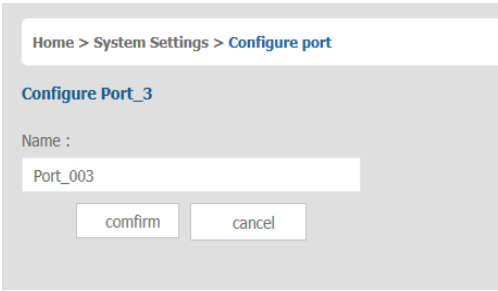 Home > System Settings > Configure port
Configure Port_3
Name :
Port_003
comfirm cancel